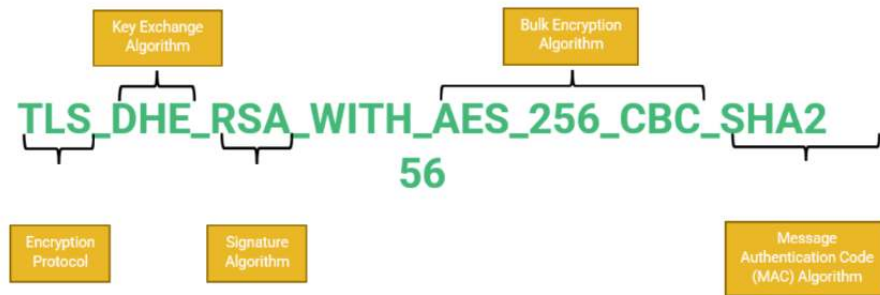 Key Exchange
Algorithm
Bulk Encryption
Algorithm
TLS_DHE_RSA_WITH_AES_256_CBC_SHA2
56
Encryption
Protocol
Signature
Algorithm
Message
Authentication Code
(MAC) Algorithm